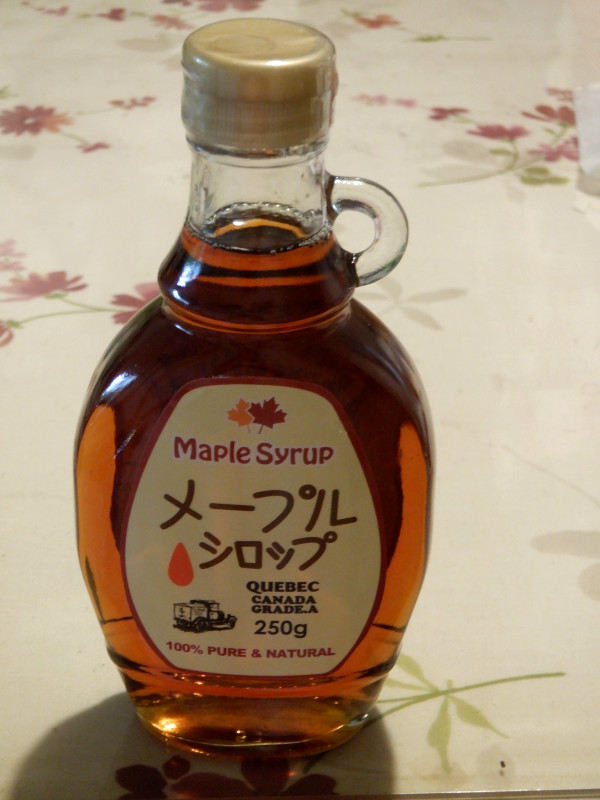 Maple Syrup
メープル
シロップ
QUEBEC
CANADA
GRADE.A
250g
100% PURE & NATURAL